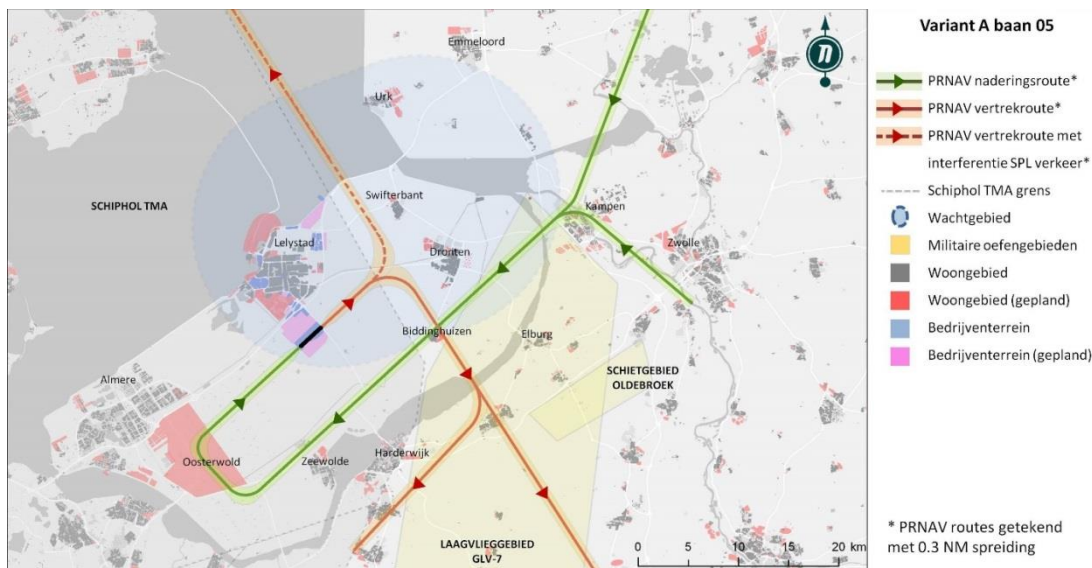 Emmeloord
Urk
SCHIPHOL TMA
Swifterbant
Kampen
Lelystad
Zwolle
Dronten
Biddinghuizen
Elburg
SCHIETGEBIED
OLDEBROEK
Almere
Oosterwold
Zeewolde
Harderwijk
LAAGVLIEGGEBIED
GLV-7
0 5 10 15 20 km
Variant A baan 05
PRNAV naderingsroute*
PRNAV vertrekroute*
PRNAV vertrekroute met
interferentie SPL verkeer*
Schiphol TMA grens
Wachtgebied
Militaire oefengebieden
Woongebied
Woongebied (gepland)
Bedrijventerrein
Bedrijventerrein (gepland)
* PRNAV routes getekend
met 0.3 NM spreiding